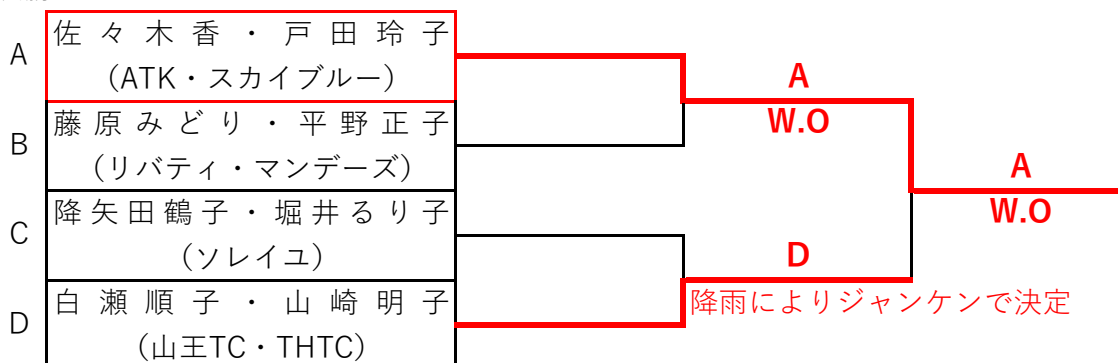 A
佐々木香・戸田玲子
(ATK・スカイブルー)
B
藤原みどり・平野正子
(リバティ・マンデーズ)
C
降矢田鶴子・堀井るり子
(ソレイユ)
D
白瀬順子・山崎明子
(山王TC・THTC)
A
W.O
D
降雨によりジャンケンで決定
A
W.O